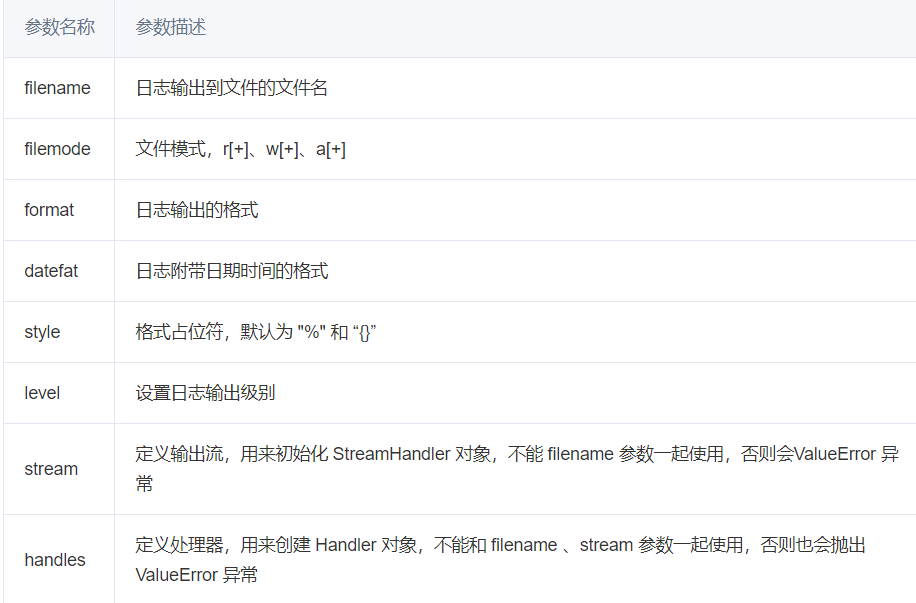 参数名称 参数描述
filename 日志输出到文件的文件名
filemode 文件模式，r[+]、w[+]、a[+]
format 日志输出的格式
datefat 日志附带日期时间的格式
style 格式占位符，默认为 "%" 和 “{}”
level 设置日志输出级别
stream 定义输出流，用来初始化 StreamHandler 对象，不能 filename 参数一起使用，否则会ValueError 异
常
handles 定义处理器，用来创建 Handler 对象，不能和 filename 、stream 参数一起使用，否则也会抛出
ValueError 异常